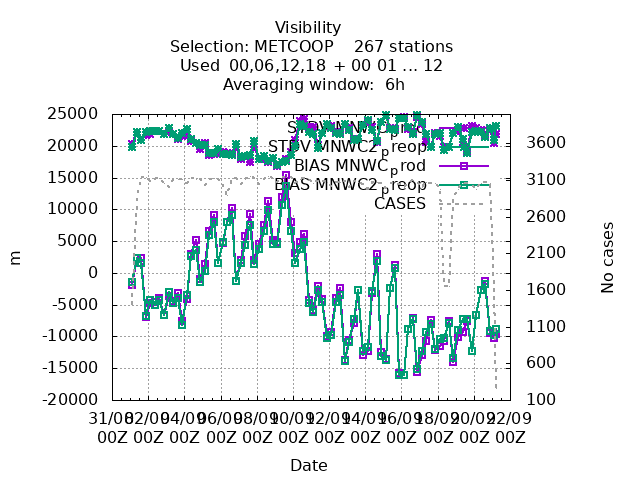 Visibility
Selection: METCOOP 267 stations
Used 00,06,12,18 + 00 01 ... 12
Averaging window: 6h
25000
20000
15000
10000
5000
0
-5000
-10000
-15000
-20000
m
STDV MNWC_prod
STDV MNWC2_preop
BIAS MNWC_prod
BIAS MNWC2_preop
CASES
3600
3100
2600
2100
1600
1100
600
100
No cases
31/08 02/09 04/09 06/09 08/09 10/09 12/09 14/09 16/09 18/09 20/09 22/09
00Z 00Z 00Z 00Z 00Z 00Z 00Z 00Z 00Z 00Z 00Z 00Z
Date